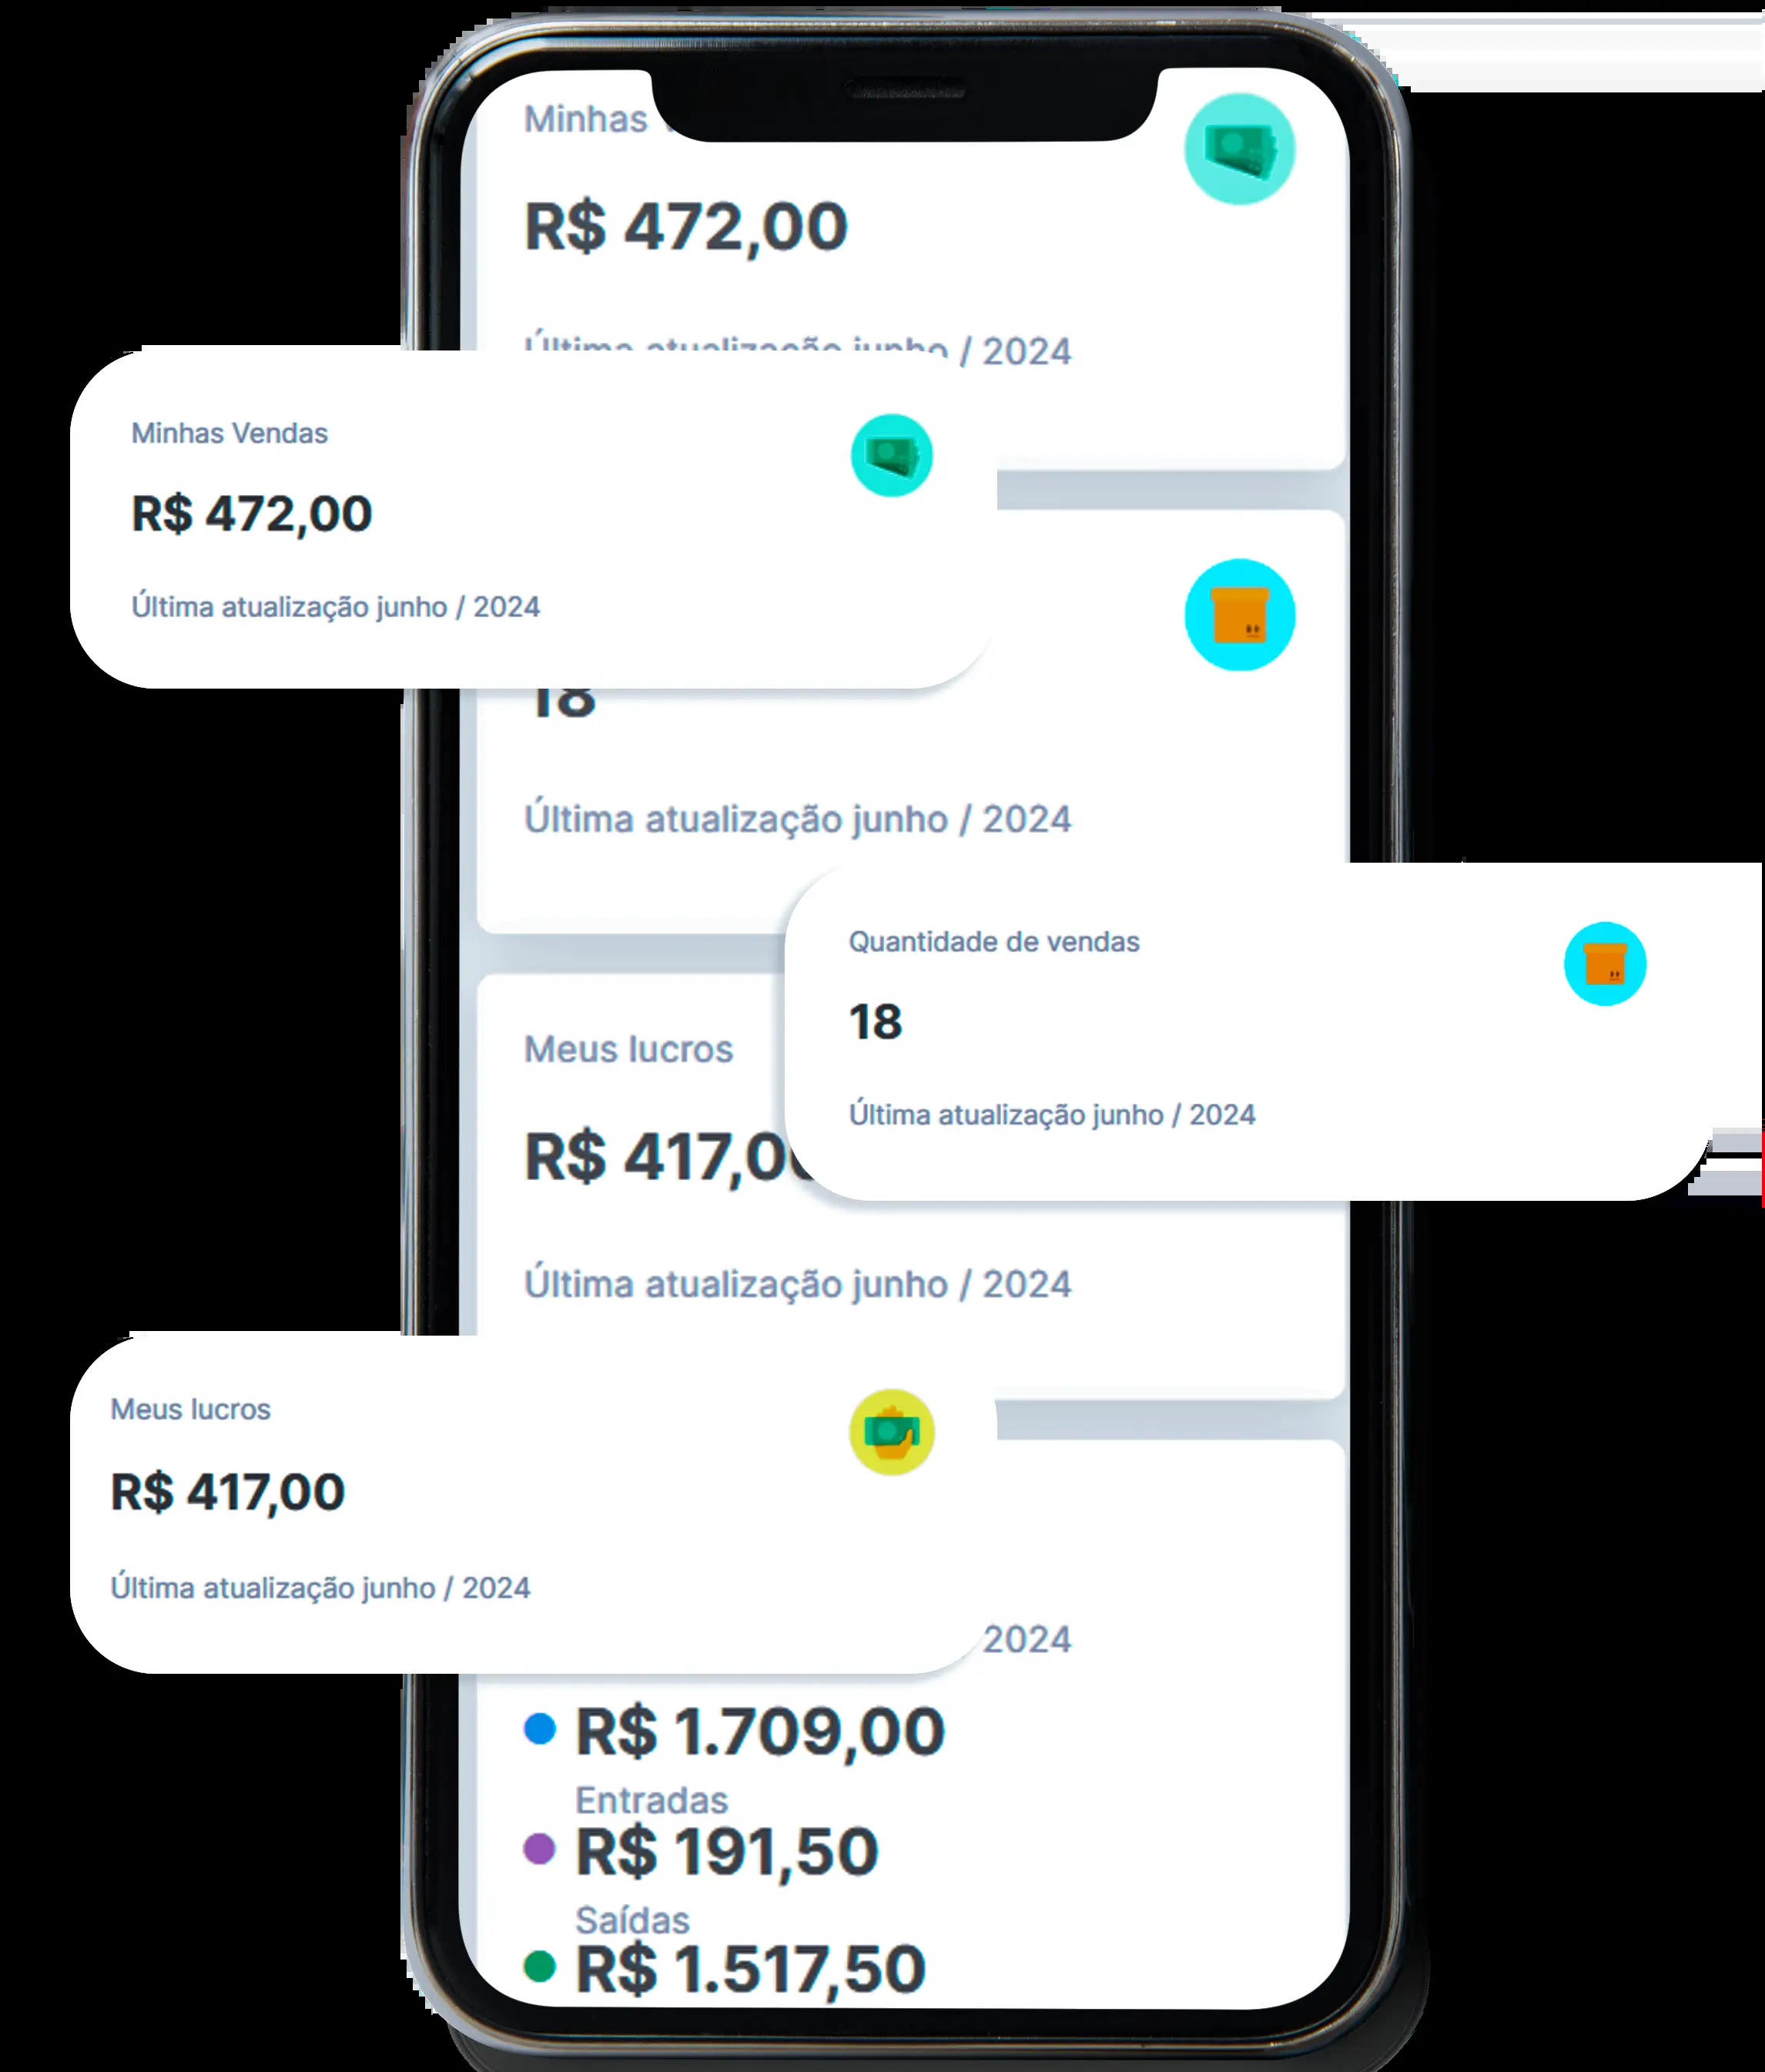 Minhas
R$ 472,00
Última atualização junho / 2024
Minhas Vendas
R$ 472,00
Última atualização junho / 2024
18
Última atualização junho / 2024
Quantidade de vendas
18
Última atualização junho / 2024
Meus lucros
R$ 417,0
Última atualização junho / 2024
Meus lucros
R$ 417,00
Última atualização junho / 2024
2024
R$ 1.709,00
Entradas
R$ 191,50
Saídas
R$ 1.517,50